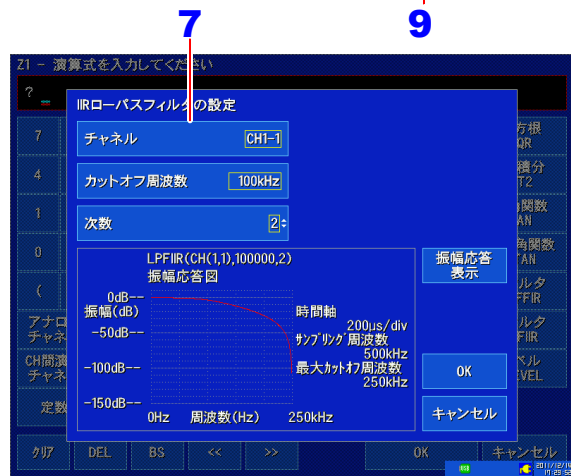 7
9
Z1 - 演算式を入力してください
?
IIRローパスフィルタの設定
7
方根
QR
チャネル
CH1-1
4
積分
T2
カットオフ周波数
100kHz
1
関数
AN
次数
2
0
角関数
AN
LPFIIR(CH(1,1),100000,2)
振幅応答図
振幅応答
表示
(
ルタ
FFIR
0dB--
振幅(dB)
時間軸
アナロ
チャネ
ルタ
FIIR
-50dB--
200μs/div
サンプリング周波数
500kHz
CH間演
チャネ
ベル
EVEL
-100dB--
最大カットオフ周波数
250kHz
OK
定数
-150dB--
0Hz
周波数(Hz)
250kHz
キャンセル
クリア
DEL
BS
<<
>>
OK
キャンセル